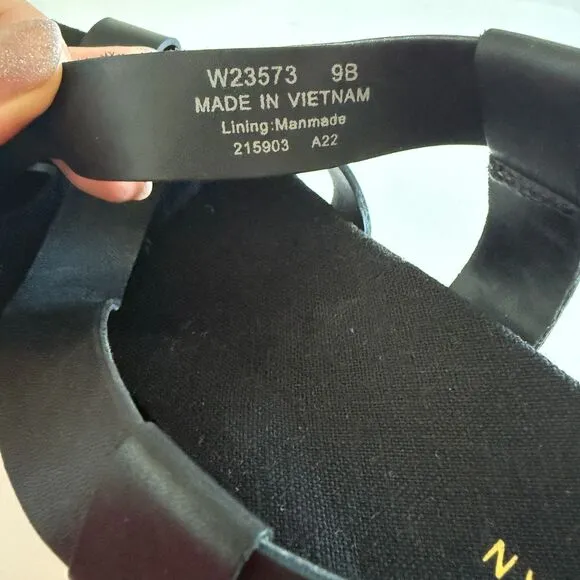 W23573 9B
MADE IN VIETNAM
Lining:Manmade
215903 A22